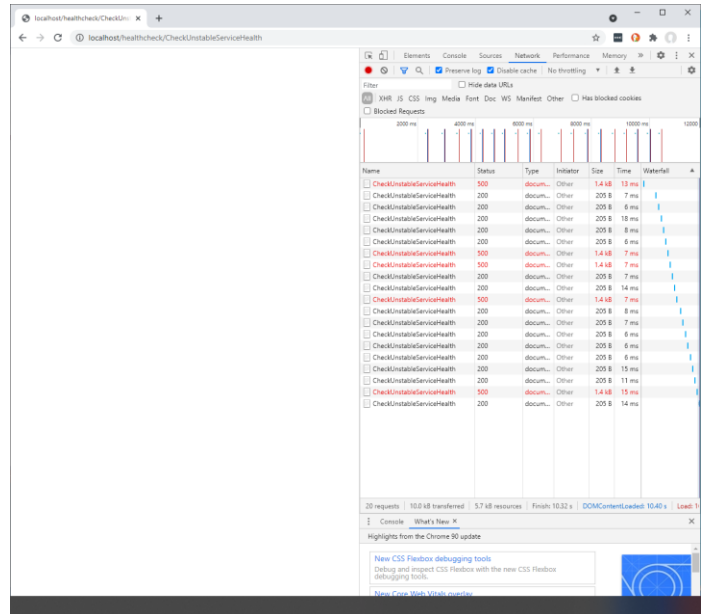 localhost/healthcheck/CheckUns
localhost/healthcheck/CheckUnstableServiceHealth
Elements Console Sources Network Performance Memory »
Preserve log Disable cache No throttling
Filter Hide data URLs
All XHR JS CSS Img Media Font Doc WS Manifest Other Has blocked cookies
Blocked Requests
2000 ms 4000 ms 6000 ms 8000 ms 10000 ms 12000
Name Status Type Initiator Size Time Waterfall
CheckUnstableServiceHealth 500 docum... Other 1.4 kB 13 ms
CheckUnstableServiceHealth 200 docum... Other 205 B 7 ms
CheckUnstableServiceHealth 200 docum... Other 205 B 6 ms
CheckUnstableServiceHealth 200 docum... Other 205 B 18 ms
CheckUnstableServiceHealth 200 docum... Other 205 B 8 ms
CheckUnstableServiceHealth 200 docum... Other 205 B 6 ms
CheckUnstableServiceHealth 500 docum... Other 1.4 kB 7 ms
CheckUnstableServiceHealth 500 docum... Other 1.4 kB 7 ms
CheckUnstableServiceHealth 200 docum... Other 205 B 7 ms
CheckUnstableServiceHealth 200 docum... Other 205 B 14 ms
CheckUnstableServiceHealth 500 docum... Other 1.4 kB 7 ms
CheckUnstableServiceHealth 200 docum... Other 205 B 8 ms
CheckUnstableServiceHealth 200 docum... Other 205 B 7 ms
CheckUnstableServiceHealth 200 docum... Other 205 B 6 ms
CheckUnstableServiceHealth 200 docum... Other 205 B 6 ms
CheckUnstableServiceHealth 200 docum... Other 205 B 6 ms
CheckUnstableServiceHealth 200 docum... Other 205 B 15 ms
CheckUnstableServiceHealth 200 docum... Other 205 B 11 ms
CheckUnstableServiceHealth 500 docum... Other 1.4 kB 15 ms
CheckUnstableServiceHealth 200 docum... Other 205 B 14 ms
20 requests 10.0 kB transferred 5.7 kB resources Finish: 10.32 s DOMContentLoaded: 10.40 s Load: 1
Console What's New
Highlights from the Chrome 90 update
New CSS Flexbox debugging tools
Debug and inspect CSS Flexbox with the new CSS Flexbox
debugging tools.
New Core Web Vitals overlay